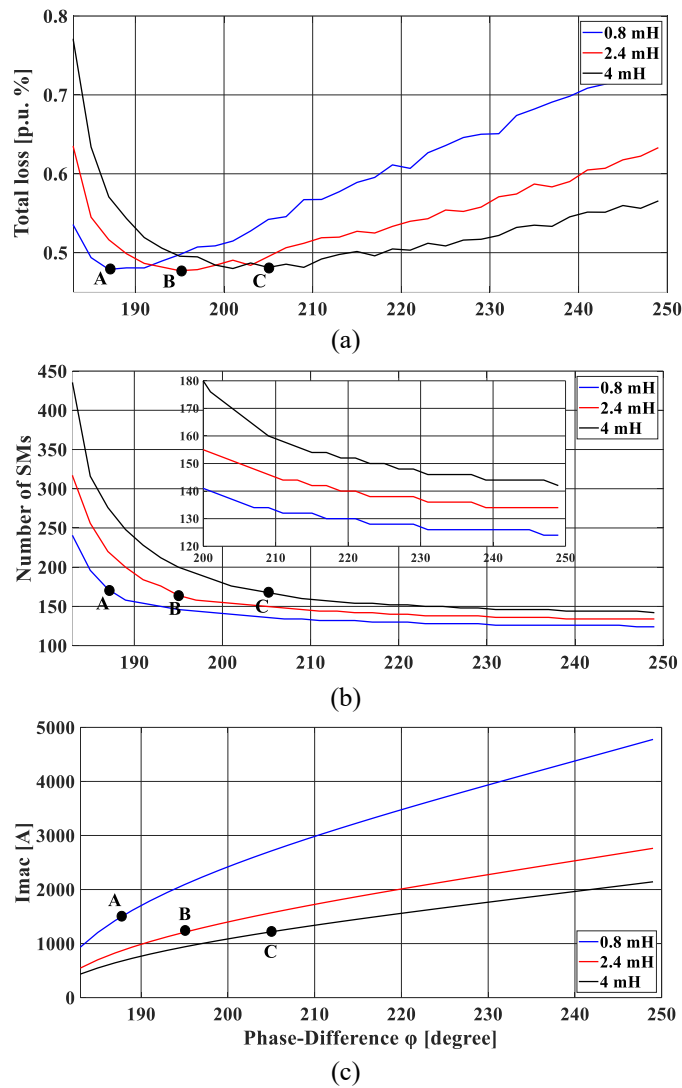 0.8
0.7
0.6
0.5
Total loss [p.u. %]
0.8 mH
2.4 mH
4 mH
A
B
C
190 200 210 220 230 240 250
(a)
450
400
350
300
250
200
150
100
Number of SMs
180
160
150
140
130
120
200 210 220 230 240 250
0.8 mH
2.4 mH
4 mH
A
B
C
190 200 210 220 230 240 250
(b)
5000
4000
3000
2000
1000
0
Imac [A]
A
B
C
0.8 mH
2.4 mH
4 mH
190 200 210 220 230 240 250
Phase-Difference φ [degree]
(c)